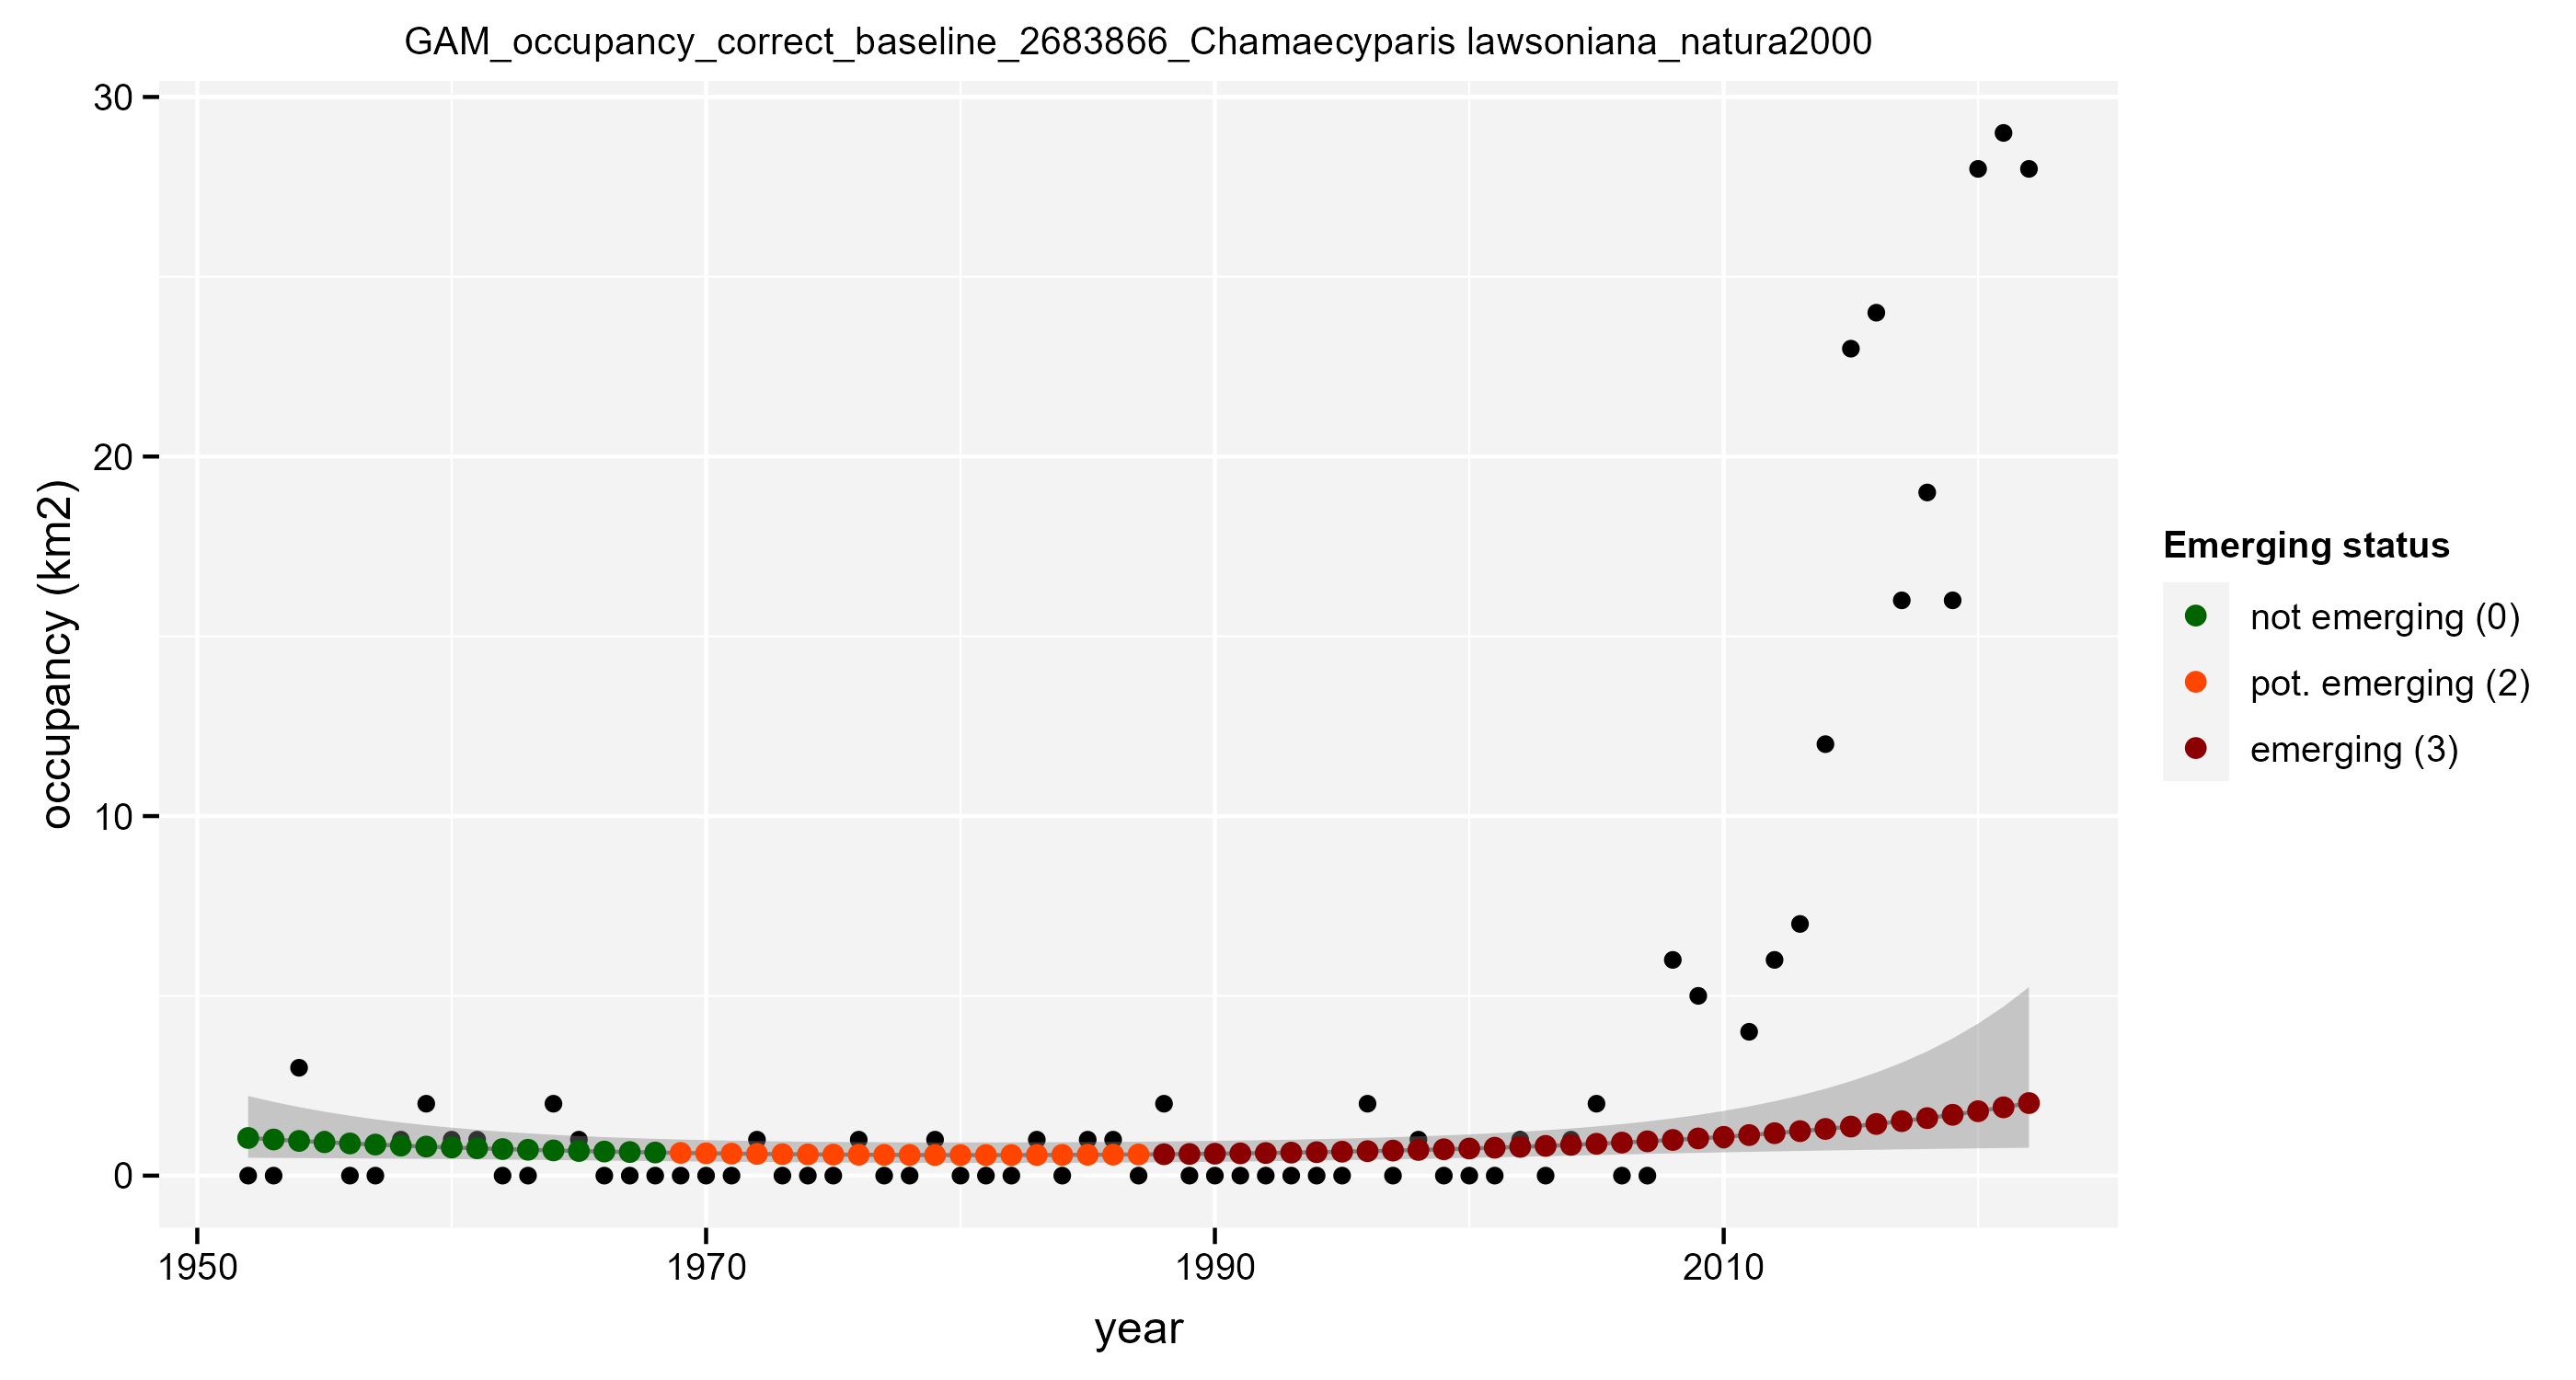 GAM_occupancy_correct_baseline_2683866_Chamaecyparis lawsoniana_natura2000
occupancy (km2)
30
20
10
0
1950
1970
1990
2010
year
Emerging status
not emerging (0)
pot. emerging (2)
emerging (3)